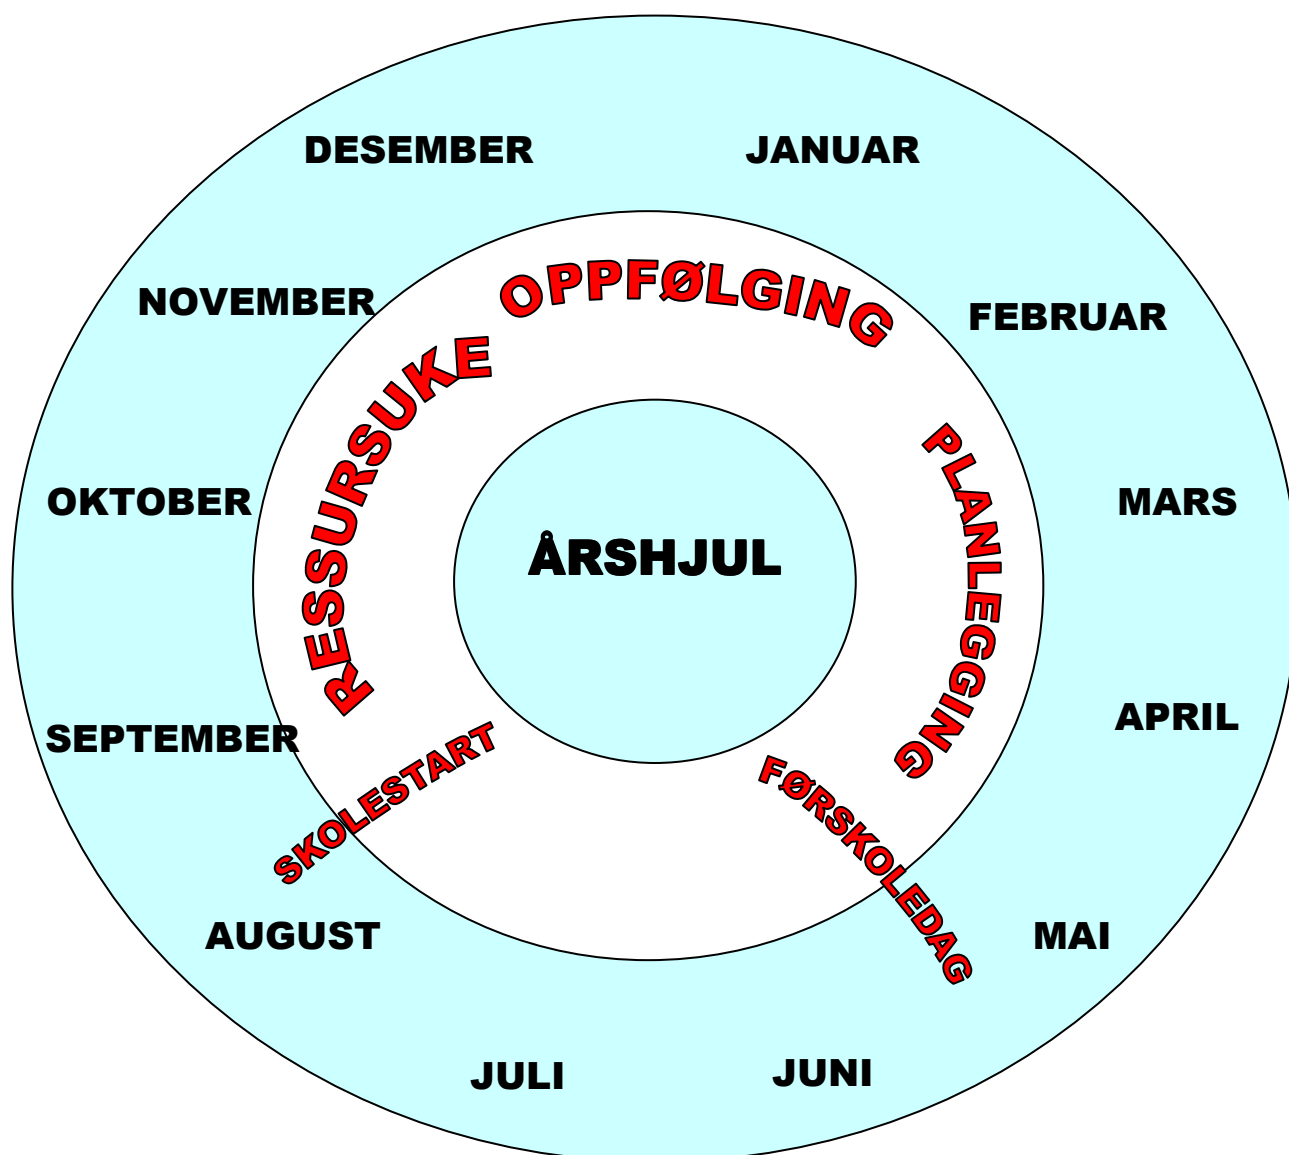 DESEMBER
JANUAR
NOVEMBER
OPPFØLGING
FEBRUAR
RESSURSUKE
PLANLEGGING
OKTOBER
MARS
ÅRSHJUL
SEPTEMBER
APRIL
SKOLESTART
FØRSKOLEDAG
AUGUST
MAI
JULI
JUNI